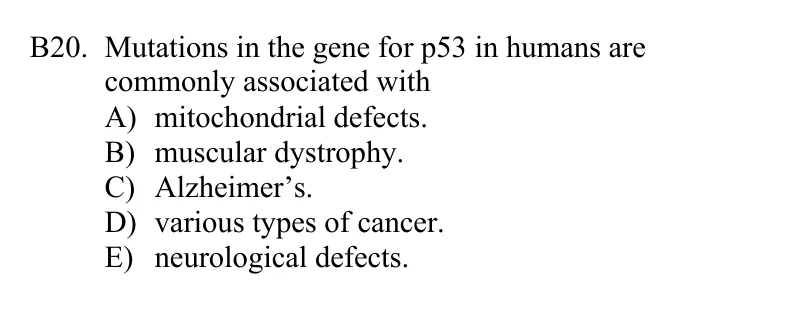 B20. Mutations in the gene for p53 in humans are
commonly associated with
A) mitochondrial defects.
B) muscular dystrophy.
C) Alzheimer’s.
D) various types of cancer.
E) neurological defects.